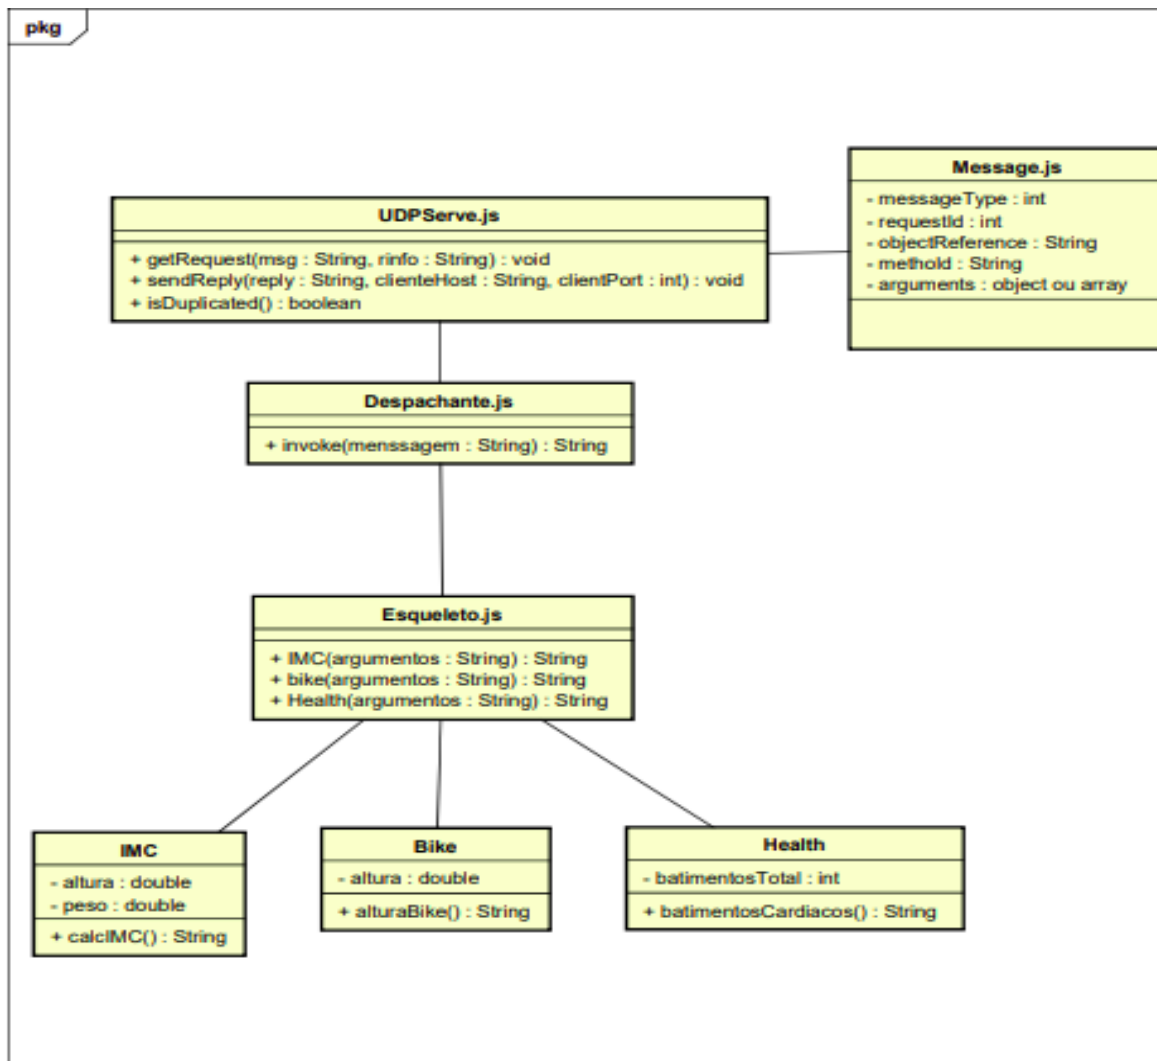 pkg
Message.js
- messageType : int
- requestId : int
- objectReference : String
- methoId : String
- arguments : object ou array
UDPServe.js
+ getRequest(msg : String, rinfo : String) : void
+ sendReply(reply : String, clienteHost : String, clientPort : int) : void
+ isDuplicated() : boolean
Despachante.js
+ invoke(menssagem : String) : String
Esqueleto.js
+ IMC(argumentos : String) : String
+ bike(argumentos : String) : String
+ Health(argumentos : String) : String
IMC
- altura : double
- peso : double
+ calcIMC() : String
Bike
- altura : double
+ alturaBike() : String
Health
- batimentosTotal : int
+ batimentosCardiacos() : String